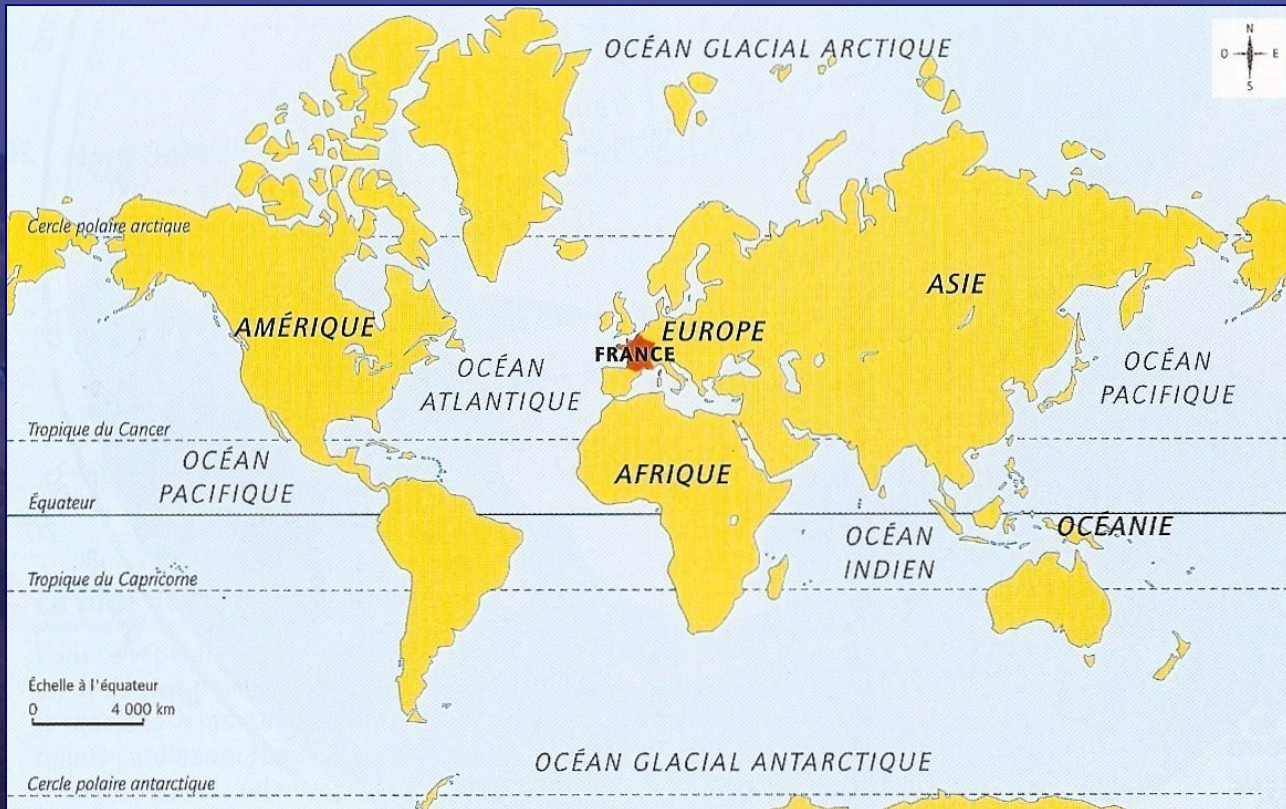 OCÉAN GLACIAL ARCTIQUE
N
O
E
S
Cercle polaire arctique
ASIE
AMÉRIQUE
EUROPE
FRANCE
OCÉAN
ATLANTIQUE
OCÉAN
PACIFIQUE
Tropique du Cancer
OCÉAN
PACIFIQUE
AFRIQUE
Équateur
OCÉANIE
OCÉAN
INDIEN
Tropique du Capricorne
Échelle à l'équateur
0 4 000 km
OCÉAN GLACIAL ANTARCTIQUE
Cercle polaire antarctique